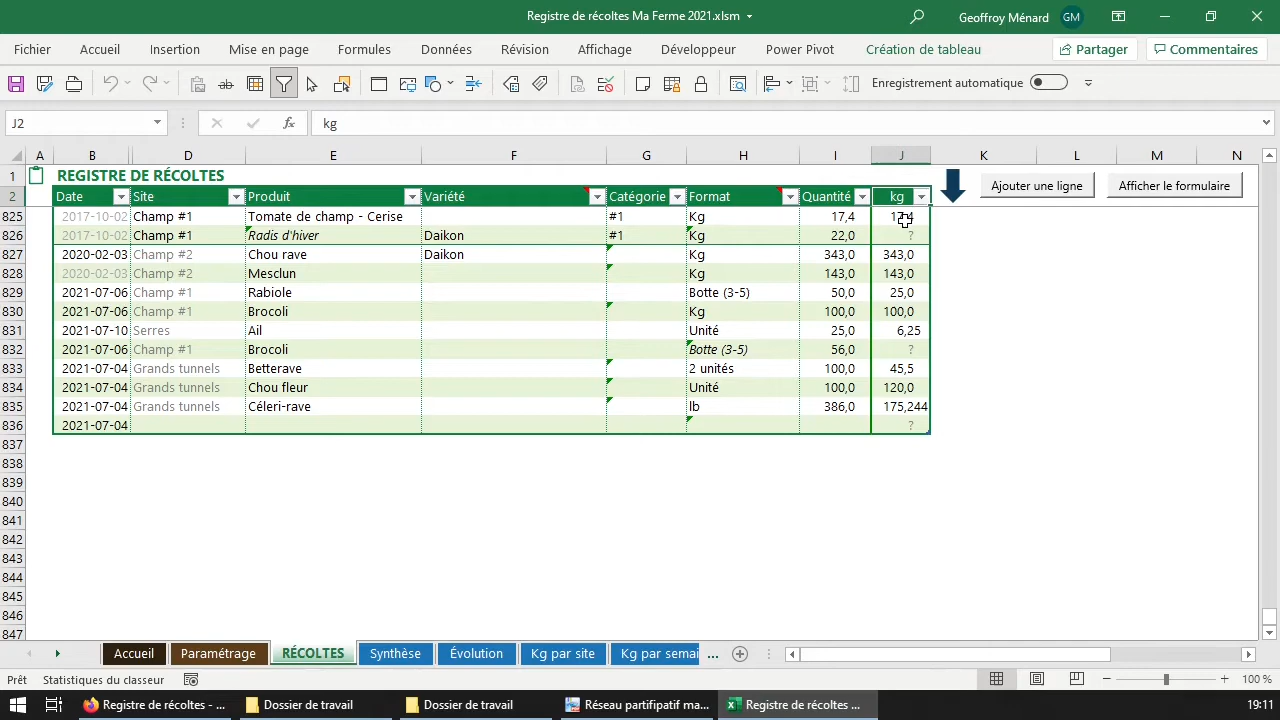 Registre de récoltes Ma Ferme 2021.xlsm
Geoffroy Ménard GM
Fichier Accueil Insertion Mise en page Formules Données Révision Affichage Développeur Power Pivot Création de tableau Partager Commentaires
Enregistrement automatique
J2 fx kg
A B D E F G H I J K L M N
1 REGISTRE DE RÉCOLTES Ajouter une ligne Afficher le formulaire
2 Date Site Produit Variété Catégorie Format Quantité kg
825 2017-10-02 Champ #1 Tomate de champ - Cerise #1 Kg 17,4 17,4
826 2017-10-02 Champ #1 Radis d'hiver Daikon #1 Kg 22,0 ?
827 2020-02-03 Champ #2 Chou rave Daikon Kg 343,0 343,0
828 2020-02-03 Champ #2 Mesclun Kg 143,0 143,0
829 2021-07-06 Champ #1 Rabiole Botte (3-5) 50,0 25,0
830 2021-07-06 Champ #1 Brocoli Kg 100,0 100,0
831 2021-07-10 Serres Ail Unité 25,0 6,25
832 2021-07-06 Champ #1 Brocoli Botte (3-5) 56,0 ?
833 2021-07-04 Grands tunnels Betterave 2 unités 100,0 45,5
834 2021-07-04 Grands tunnels Chou fleur Unité 100,0 120,0
835 2021-07-04 Grands tunnels Céleri-rave lb 386,0 175,244
836 2021-07-04 ?
837
838
839
840
841
842
843
844
845
846
847
Accueil Paramétrage RÉCOLTES Synthèse Évolution Kg par site Kg par semai ...
Prêt Statistiques du classeur 100 %
Registre de récoltes - ... Dossier de travail Dossier de travail Réseau partifipatif ma... Registre de récoltes ... 19:11